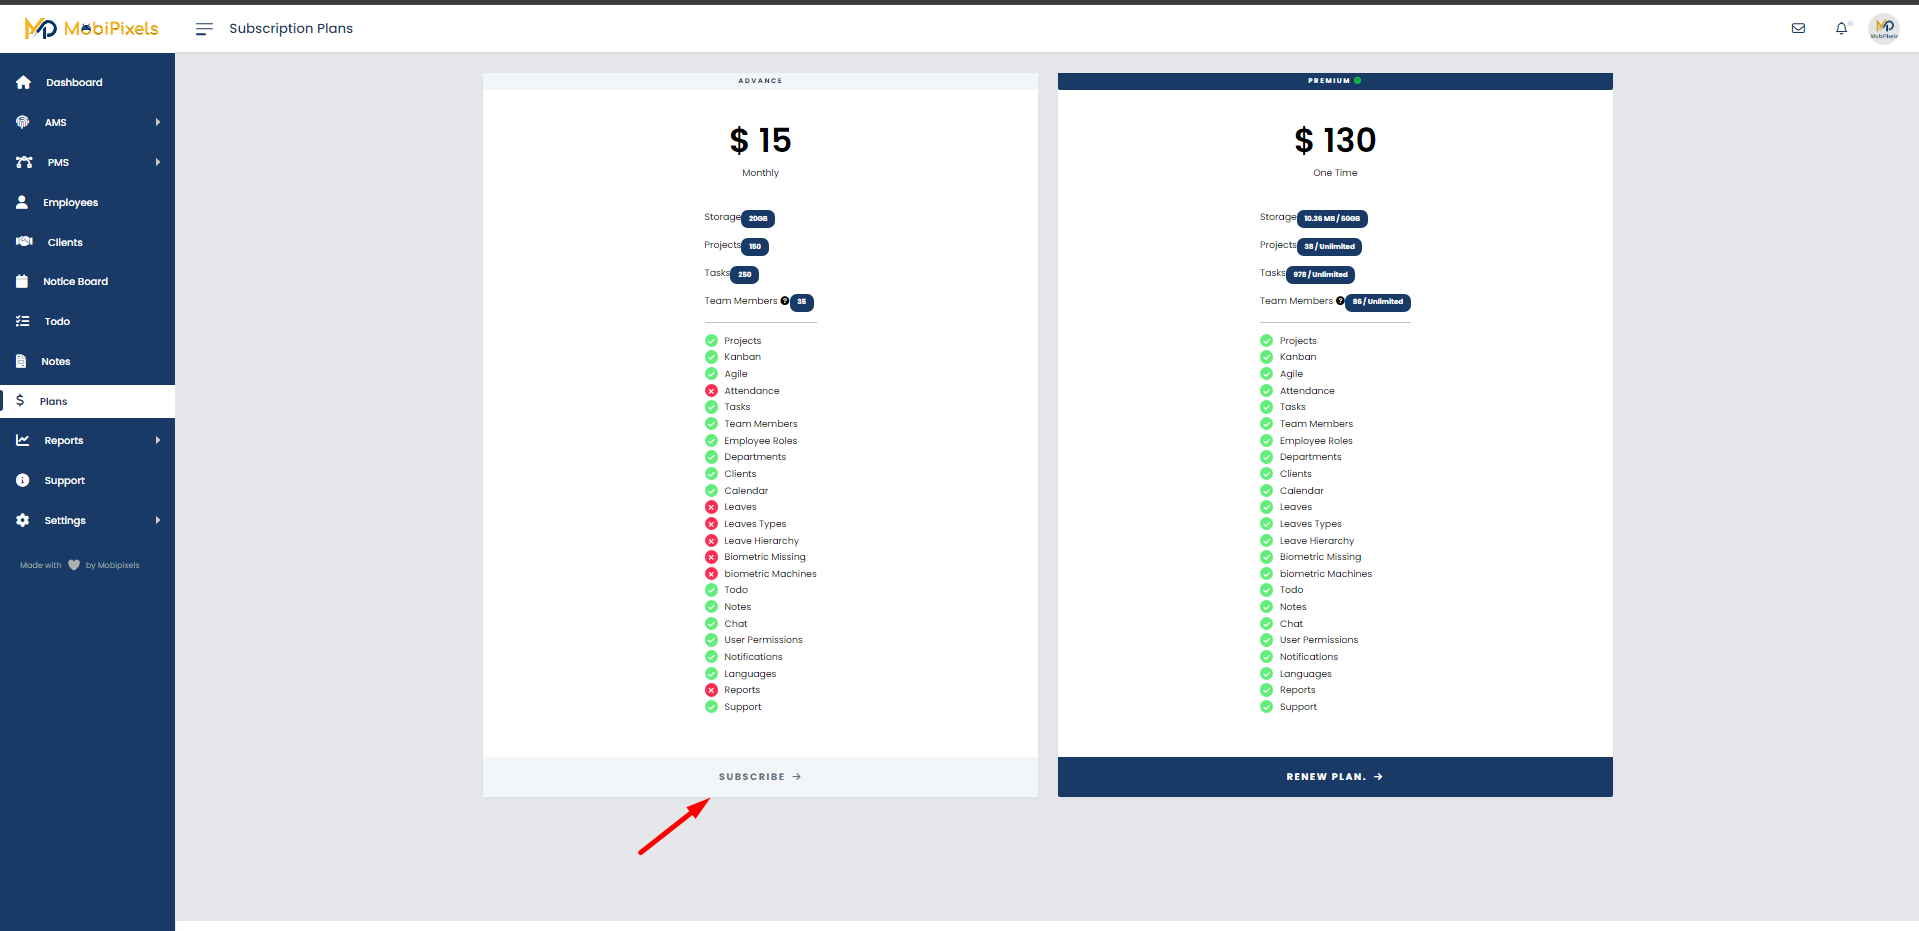 MobiPixels
Subscription Plans
Dashboard
AMS
PMS
Employees
Clients
Notice Board
Todo
Notes
Plans
Reports
Support
Settings
Made with by Mobipixels
ADVANCE
$ 15
Monthly
Storage 20GB
Projects 150
Tasks 250
Team Members 35
Projects
Kanban
Agile
Attendance
Tasks
Team Members
Employee Roles
Departments
Clients
Calendar
Leaves
Leaves Types
Leave Hierarchy
Biometric Missing
biometric Machines
Todo
Notes
Chat
User Permissions
Notifications
Languages
Reports
Support
SUBSCRIBE →
PREMIUM
$ 130
One Time
Storage 10.36 MB / 60GB
Projects 38 / Unlimited
Tasks 978 / Unlimited
Team Members 86 / Unlimited
Projects
Kanban
Agile
Attendance
Tasks
Team Members
Employee Roles
Departments
Clients
Calendar
Leaves
Leaves Types
Leave Hierarchy
Biometric Missing
biometric Machines
Todo
Notes
Chat
User Permissions
Notifications
Languages
Reports
Support
RENEW PLAN. →